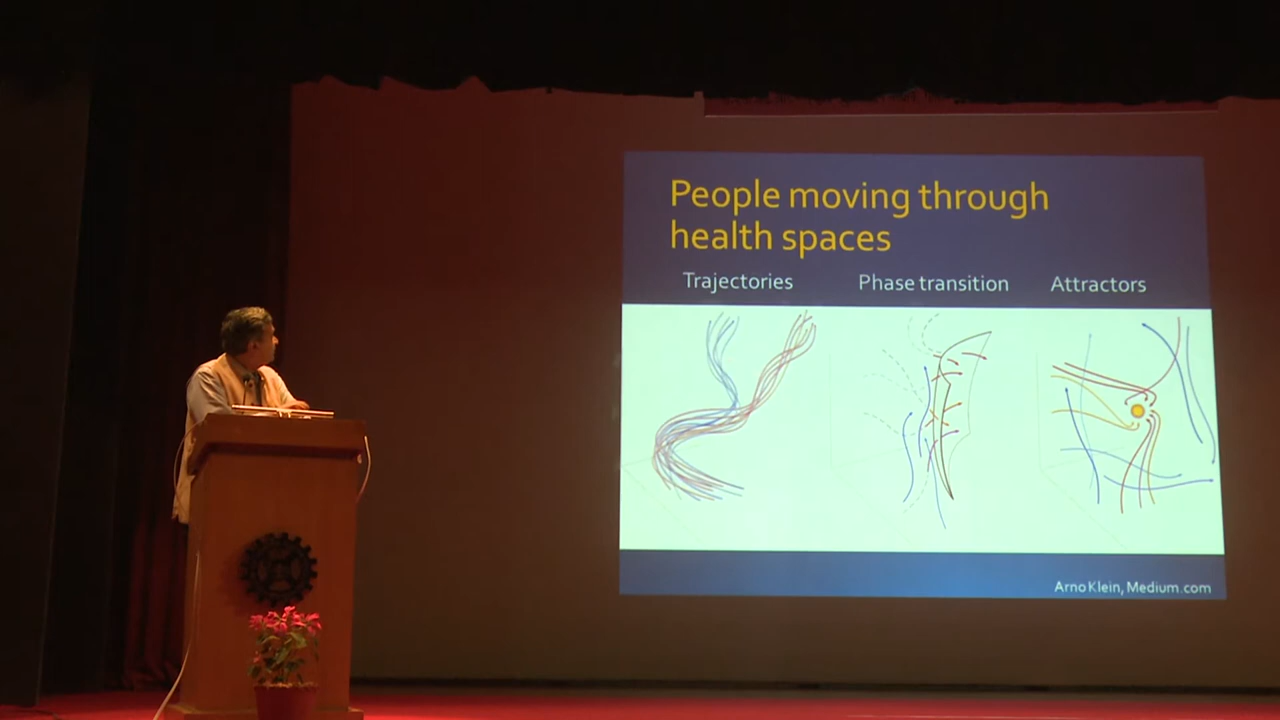 People moving through
health spaces
Trajectories
Phase transition
Attractors
Arno Klein, Medium.com